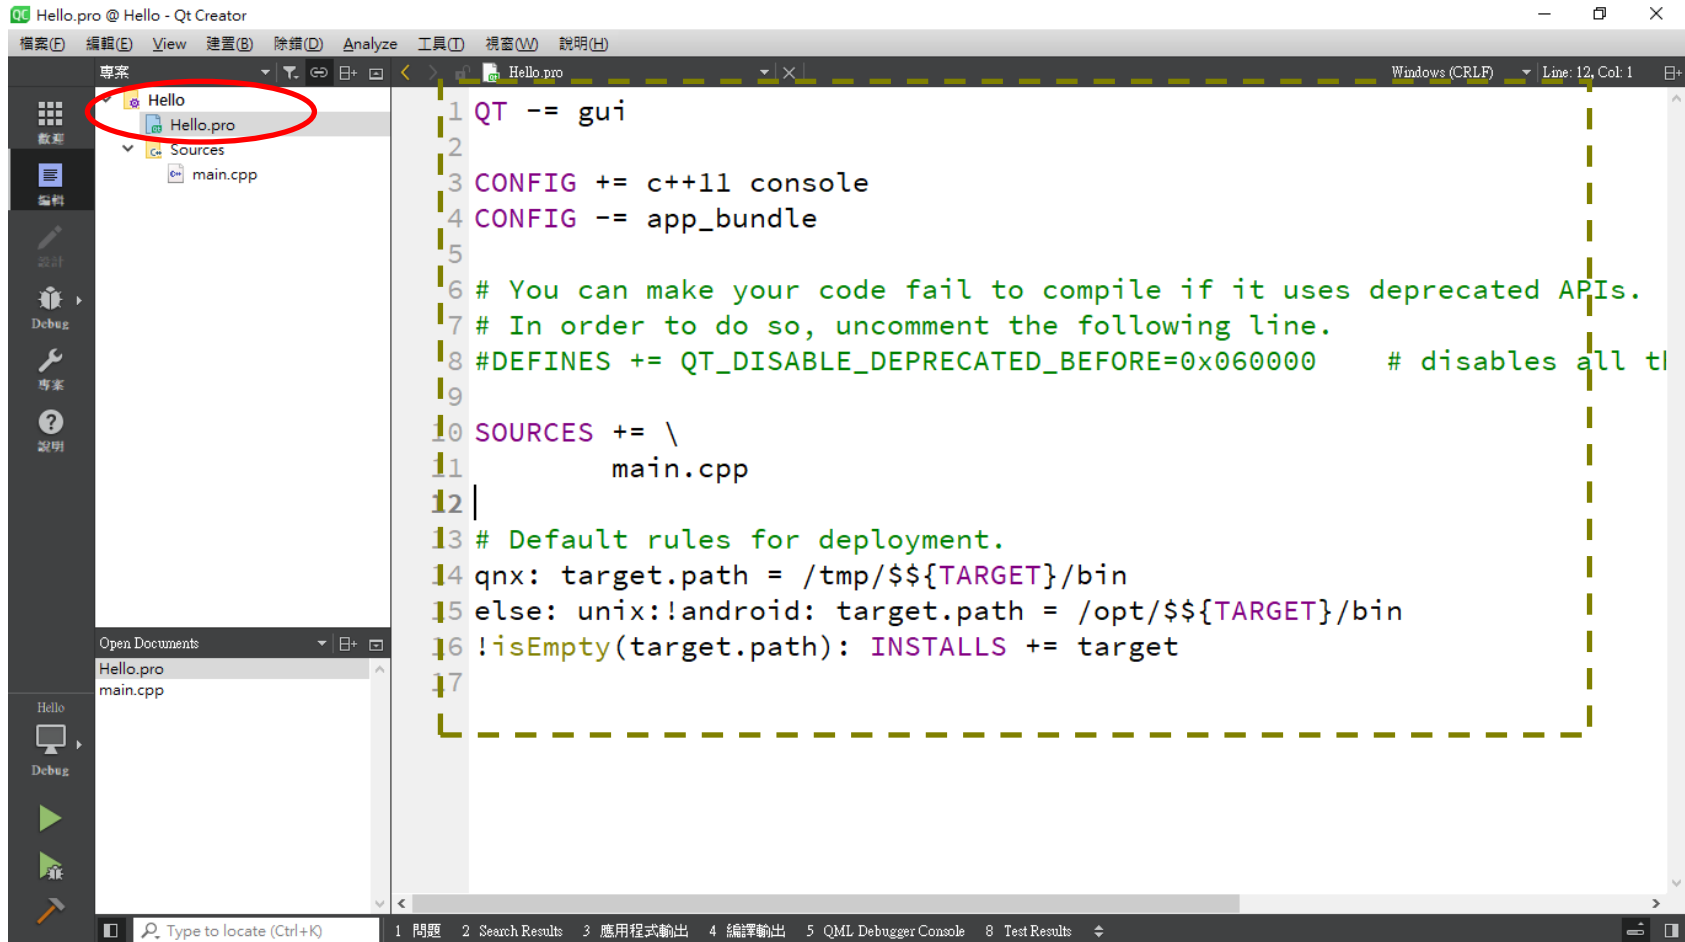 Hello.pro @ Hello - Qt Creator
檔案(F) 編輯(E) View 建置(B) 除錯(D) Analyze 工具(T) 視窗(W) 說明(H)
專案
Hello.pro
Windows (CRLF)
Line: 12, Col: 1
歡迎
編輯
設計
Debug
專案
說明
Hello
Debug
Hello
Hello.pro
Sources
main.cpp
Open Documents
Hello.pro
main.cpp
1 QT -= gui
2
3 CONFIG += c++11 console
4 CONFIG -= app_bundle
5
6 # You can make your code fail to compile if it uses deprecated APIs.
7 # In order to do so, uncomment the following line.
8 #DEFINES += QT_DISABLE_DEPRECATED_BEFORE=0x060000    # disables all
9
10 SOURCES += \
11         main.cpp
12
13 # Default rules for deployment.
14 qnx: target.path = /tmp/$${TARGET}/bin
15 else: unix:!android: target.path = /opt/$${TARGET}/bin
16 !isEmpty(target.path): INSTALLS += target
17
Type to locate (Ctrl+K)
1 問題 2 Search Results 3 應用程式輸出 4 編譯輸出 5 QML Debugger Console 8 Test Results